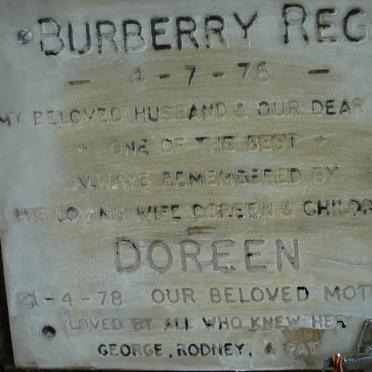 BURBERRY REG
- 4-7-76 -
MY BELOVED HUSBAND & OUR DEAR
+ ONE OF THE BEST +
ALWAYS REMEMBERED BY
HIS LOVING WIFE DOREEN & CHILDR
DOREEN
21-4-78 OUR BELOVED MOT
LOVED BY ALL WHO KNEW HER
GEORGE, RODNEY, &